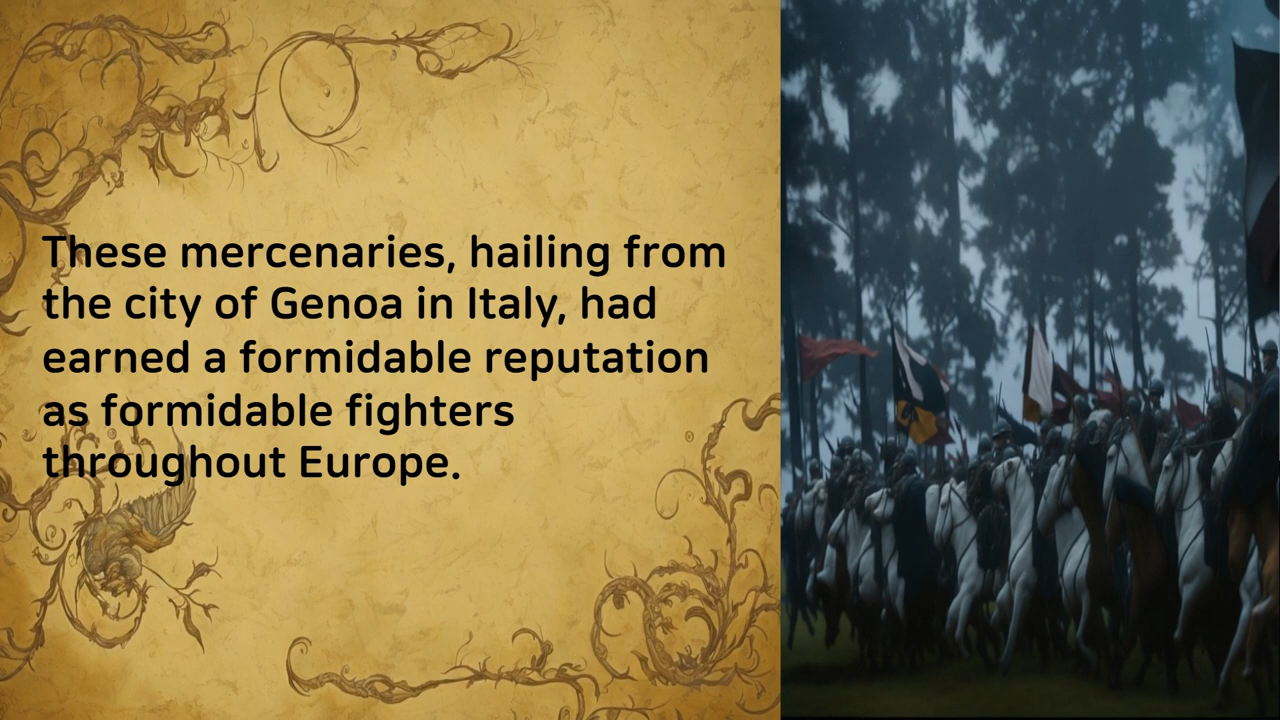 These mercenaries, hailing from
the city of Genoa in Italy, had
earned a formidable reputation
as formidable fighters
throughout Europe.